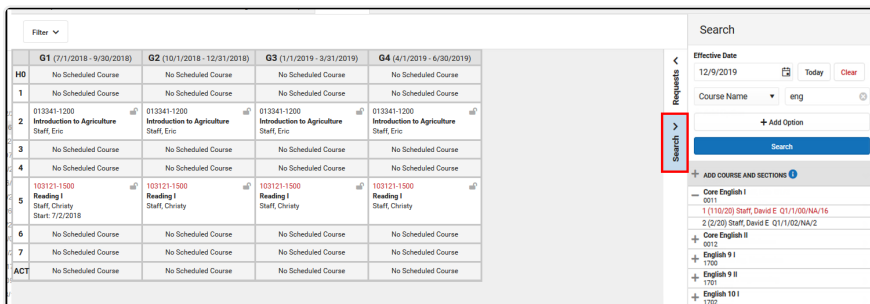 Filter
G1 (7/1/2018 - 9/30/2018) G2 (10/1/2018 - 12/31/2018) G3 (1/1/2019 - 3/31/2019) G4 (4/1/2019 - 6/30/2019)
H0 No Scheduled Course No Scheduled Course No Scheduled Course No Scheduled Course
1 No Scheduled Course No Scheduled Course No Scheduled Course No Scheduled Course
013341-1200 013341-1200 013341-1200 013341-1200
2 Introduction to Agriculture Introduction to Agriculture Introduction to Agriculture Introduction to Agriculture
Staff, Eric Staff, Eric Staff, Eric Staff, Eric
3 No Scheduled Course No Scheduled Course No Scheduled Course No Scheduled Course
4 No Scheduled Course No Scheduled Course No Scheduled Course No Scheduled Course
103121-1500 103121-1500 103121-1500 103121-1500
5 Reading I Reading I Reading I Reading I
Staff, Christy Staff, Christy Staff, Christy Staff, Christy
Start: 7/2/2018
6 No Scheduled Course No Scheduled Course No Scheduled Course No Scheduled Course
7 No Scheduled Course No Scheduled Course No Scheduled Course No Scheduled Course
ACT No Scheduled Course No Scheduled Course No Scheduled Course No Scheduled Course
Requests
Search
Search
Effective Date
12/9/2019 Today Clear
Course Name eng
+ Add Option
Search
+ ADD COURSE AND SECTIONS
Core English I
0011
1 (110/20) Staff, David E Q1/1/00/NA/16
2 (2/20) Staff, David E Q1/1/02/NA/2
Core English II
0012
English 9 I
1700
English 9 II
1701
English 10 I
1702